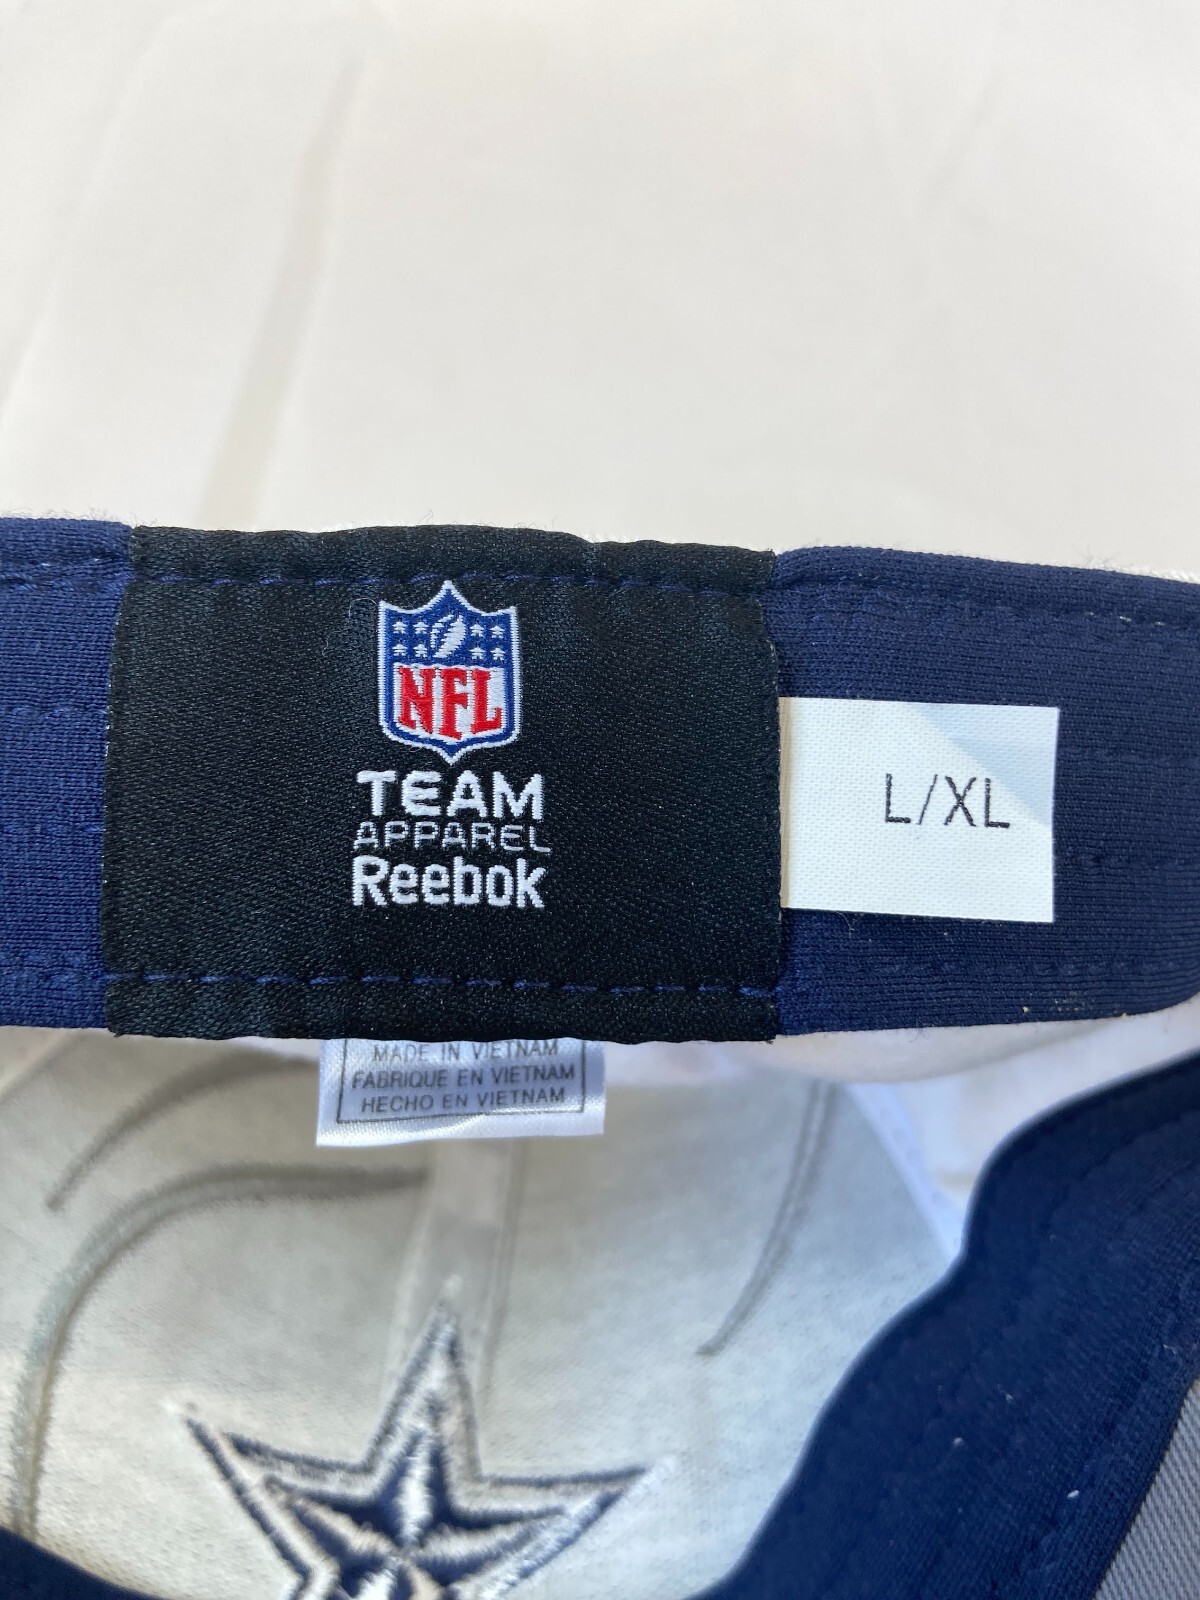 NFL
TEAM
APPAREL
Reebok
L/XL
MADE IN VIETNAM
FABRIQUE EN VIETNAM
HECHO EN VIETNAM